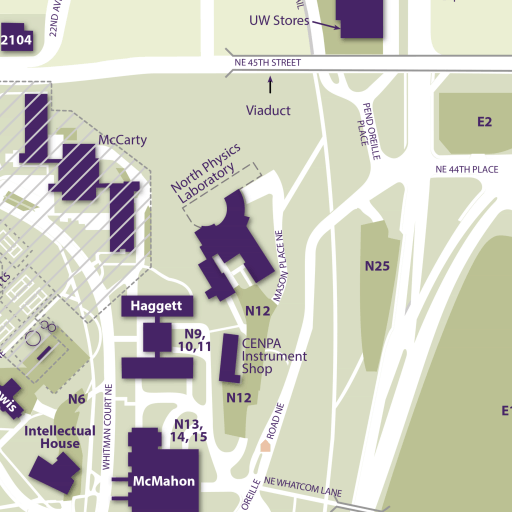 22ND AV
UW Stores
2104
NE 45TH STREET
Viaduct
McCarty
PEND OREILLE
PLACE
E2
North Physics
Laboratory
NE 44TH PLACE
MASON PLACE NE
N25
Haggett
N12
N9,
10,11
CENPA
Instrument
Shop
N6
N12
WHITMAN COURT NE
N13,
14, 15
ROAD NE
Intellectual
House
McMahon
NE WHATCOM LANE
OREILLE